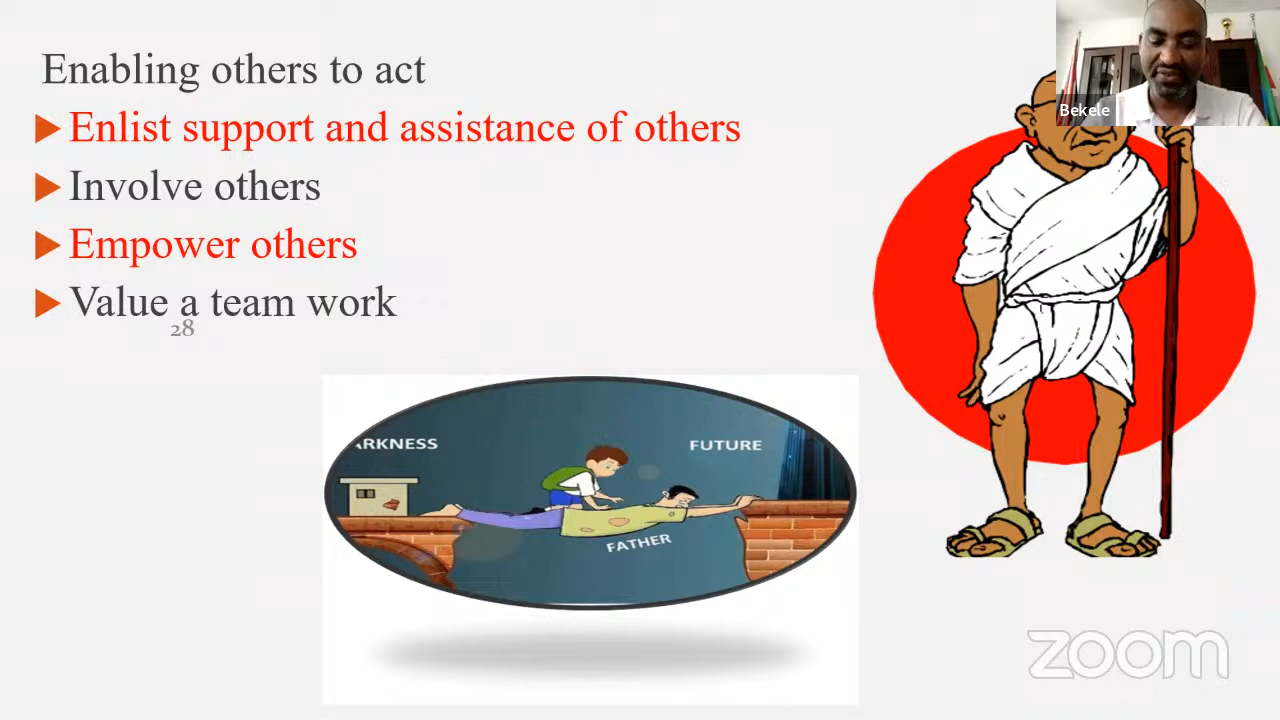 Enabling others to act
Enlist support and assistance of others
Involve others
Empower others
Value a team work
28
Bekele
ARKNESS
FUTURE
FATHER
zoom